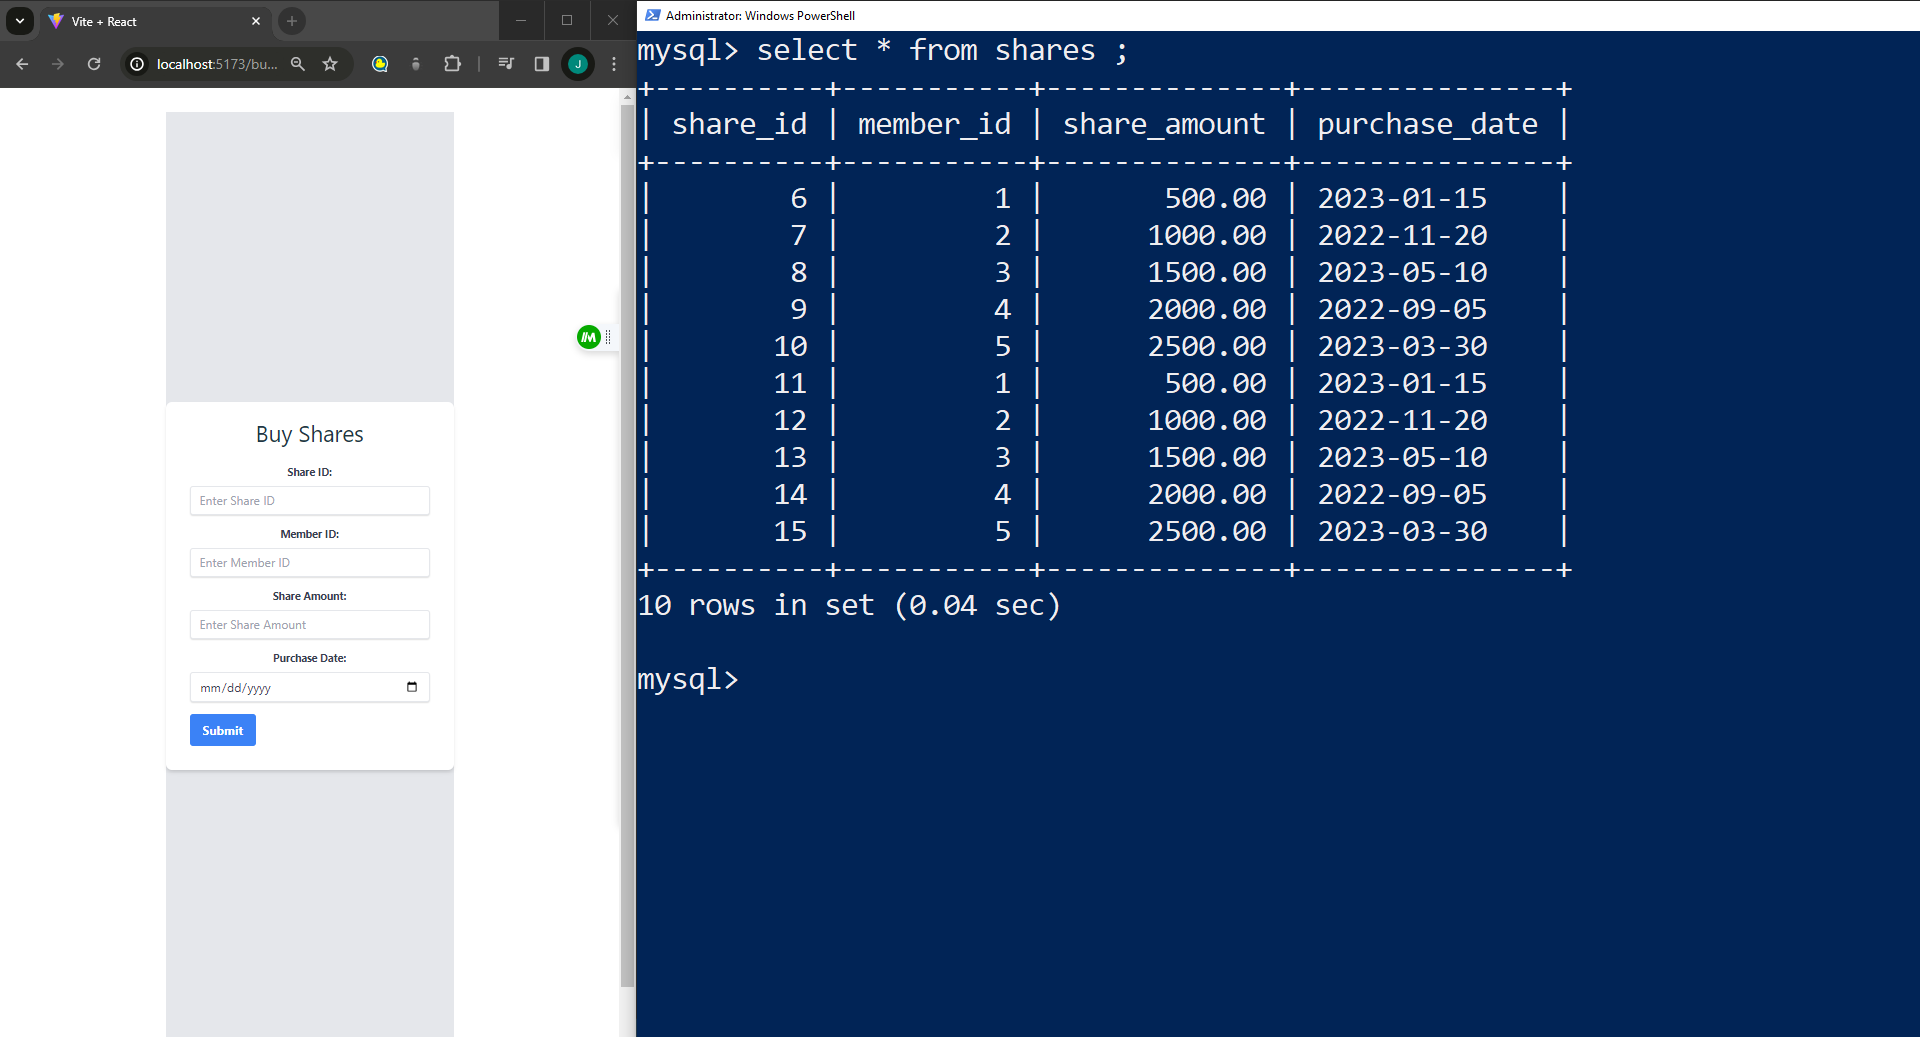 Vite + React
localhost:5173/bu...
J
Buy Shares
Share ID:
Enter Share ID
Member ID:
Enter Member ID
Share Amount:
Enter Share Amount
Purchase Date:
mm/dd/yyyy
Submit
Administrator: Windows PowerShell
mysql> select * from shares ;
+----------+-----------+--------------+---------------+
| share_id | member_id | share_amount | purchase_date |
+----------+-----------+--------------+---------------+
|        6 |         1 |       500.00 | 2023-01-15    |
|        7 |         2 |      1000.00 | 2022-11-20    |
|        8 |         3 |      1500.00 | 2023-05-10    |
|        9 |         4 |      2000.00 | 2022-09-05    |
|       10 |         5 |      2500.00 | 2023-03-30    |
|       11 |         1 |       500.00 | 2023-01-15    |
|       12 |         2 |      1000.00 | 2022-11-20    |
|       13 |         3 |      1500.00 | 2023-05-10    |
|       14 |         4 |      2000.00 | 2022-09-05    |
|       15 |         5 |      2500.00 | 2023-03-30    |
+----------+-----------+--------------+---------------+
10 rows in set (0.04 sec)
mysql>